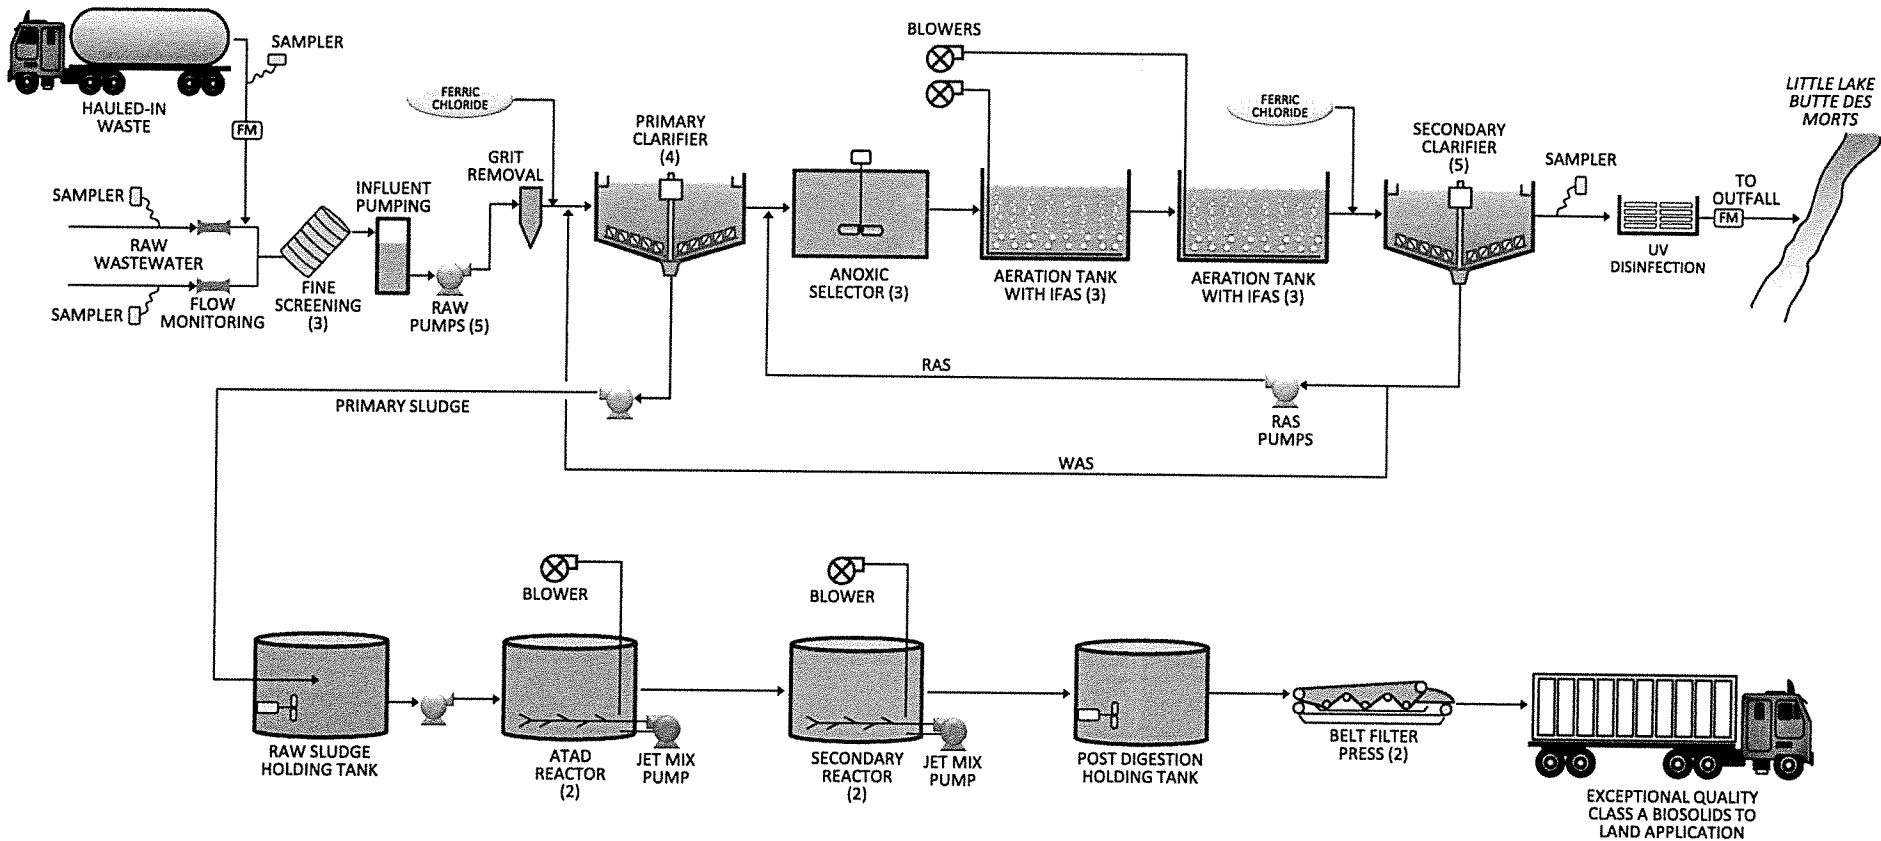 SAMPLER
HAULED-IN
WASTE
FM
SAMPLER
RAW
WASTEWATER
SAMPLER
FLOW
MONITORING
FINE
SCREENING
(3)
INFLUENT
PUMPING
RAW
PUMPS (5)
GRIT
REMOVAL
FERRIC
CHLORIDE
PRIMARY
CLARIFIER
(4)
ANOXIC
SELECTOR (3)
BLOWERS
AERATION TANK
WITH IFAS (3)
AERATION TANK
WITH IFAS (3)
FERRIC
CHLORIDE
SECONDARY
CLARIFIER
(5)
SAMPLER
UV
DISINFECTION
TO
OUTFALL
FM
LITTLE LAKE
BUTTE DES
MORTS
RAS
RAS
PUMPS
PRIMARY SLUDGE
WAS
RAW SLUDGE
HOLDING TANK
BLOWER
ATAD
REACTOR
(2)
JET MIX
PUMP
BLOWER
SECONDARY
REACTOR
(2)
JET MIX
PUMP
POST DIGESTION
HOLDING TANK
BELT FILTER
PRESS (2)
EXCEPTIONAL QUALITY
CLASS A BIOSOLIDS TO
LAND APPLICATION